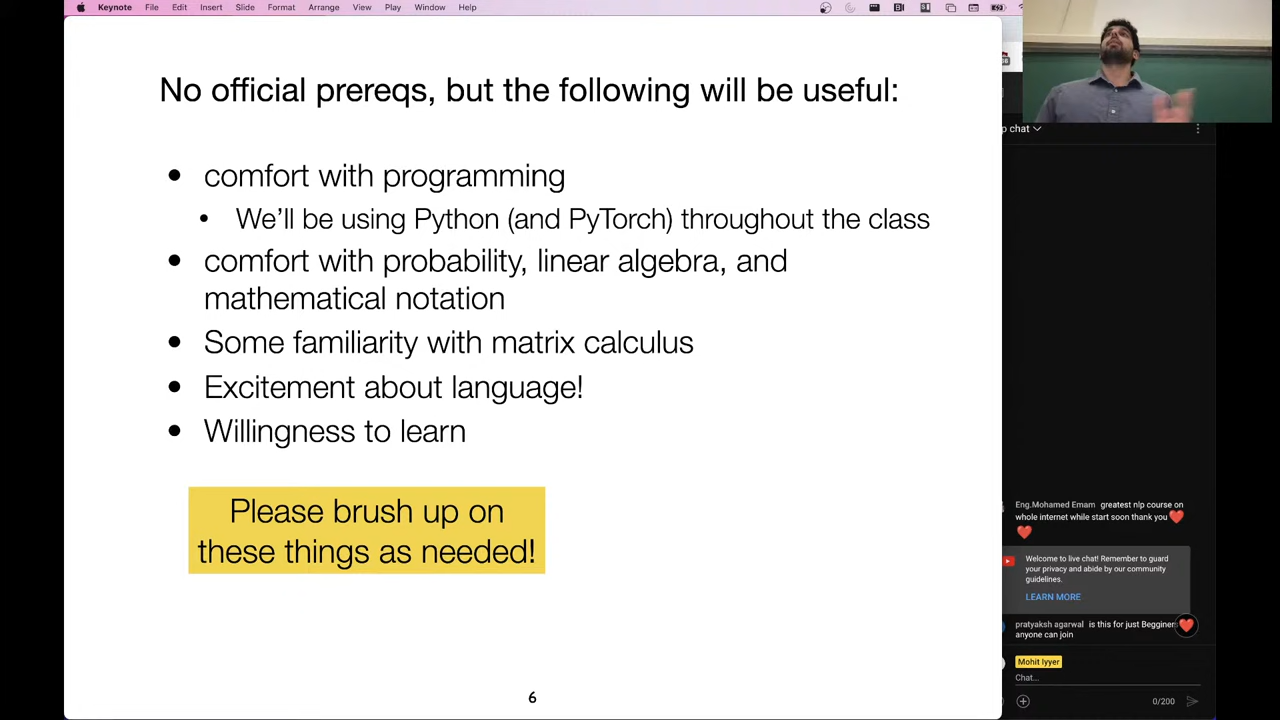 Keynote File Edit Insert Slide Format Arrange View Play Window Help
No official prereqs, but the following will be useful:
• comfort with programming
• We'll be using Python (and PyTorch) throughout the class
• comfort with probability, linear algebra, and
mathematical notation
• Some familiarity with matrix calculus
• Excitement about language!
• Willingness to learn
Please brush up on
these things as needed!
6
chat
Eng.Mohamed Emam greatest nlp course on
whole internet while start soon thank you
Welcome to live chat! Remember to guard
your privacy and abide by our community
guidelines.
LEARN MORE
pratyaksh agarwal is this for just Begginers
anyone can join
Mohit Iyyer
Chat...
0/200